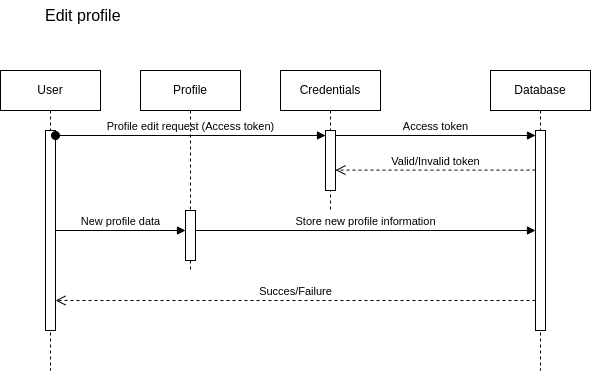 Edit profile
User
Profile
Credentials
Database
Profile edit request (Access token)
Access token
Valid/Invalid token
New profile data
Store new profile information
Succes/Failure